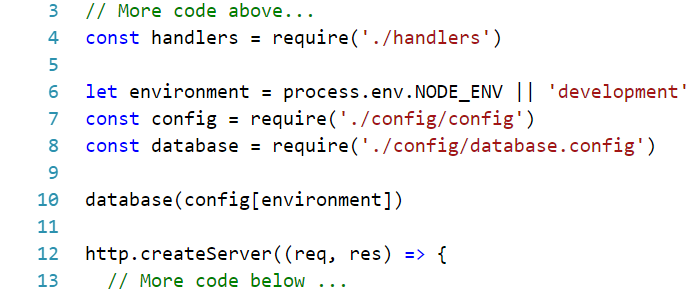 3 // More code above...
4 const handlers = require('./handlers')
5
6 let environment = process.env.NODE_ENV || 'development'
7 const config = require('./config/config')
8 const database = require('./config/database.config')
9
10 database(config[environment])
11
12 http.createServer((req, res) => {
13 // More code below ...